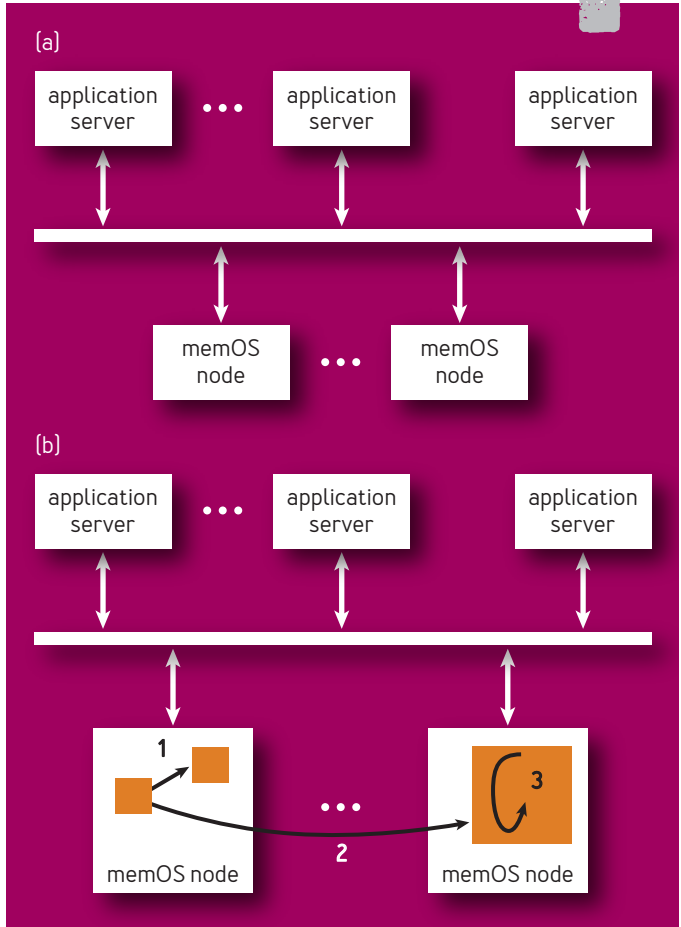 (a)
application
server
application
server
application
server
memOS
node
memOS
node
(b)
application
server
application
server
application
server
1
3
2
memOS node
memOS node